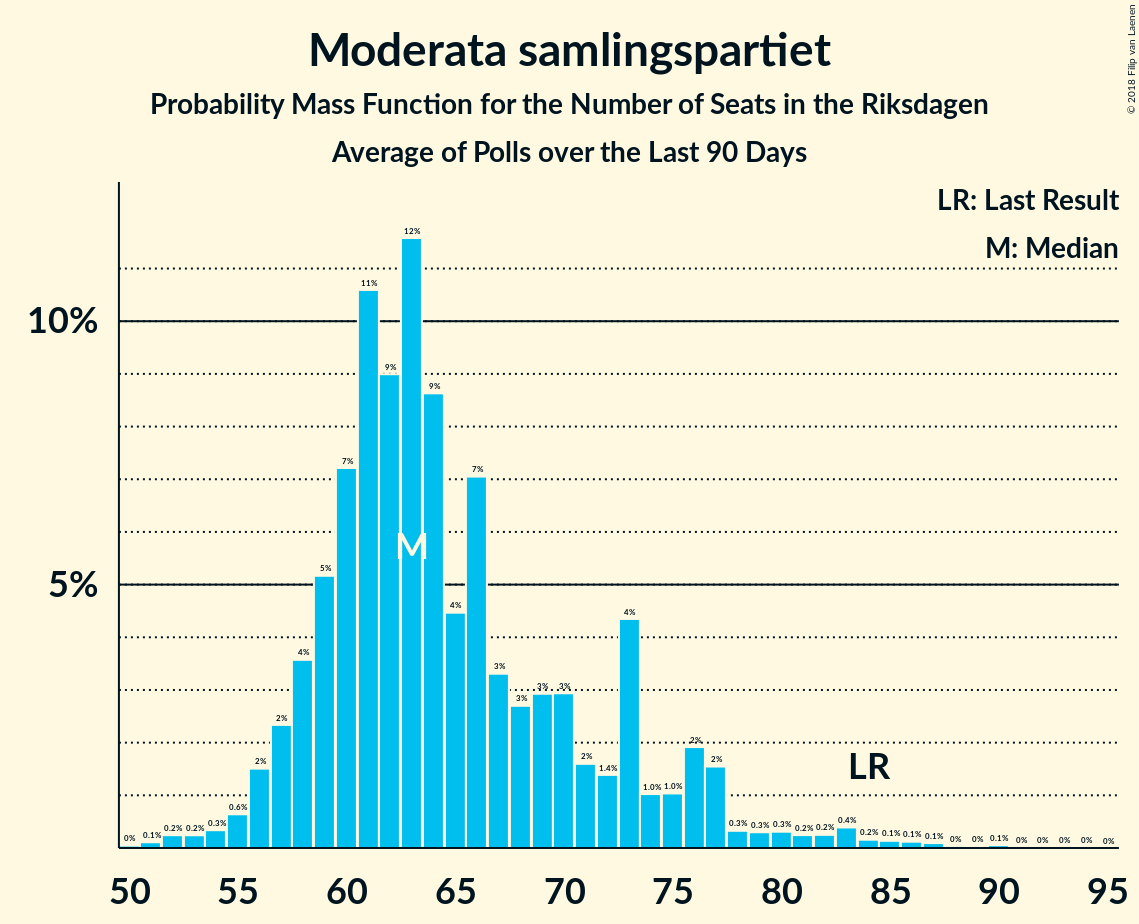 Moderata samlingspartiet
Probability Mass Function for the Number of Seats in the Riksdagen
Average of Polls over the Last 90 Days
© 2018 Filip van Laenen
LR: Last Result
M: Median
10%
5%
0% 0.1% 0.2% 0.2% 0.3% 0.6% 2% 2% 4% 5% 7% 11% 9% 12% 9% 4% 7% 3% 3% 3% 3% 2% 1.4% 4% 1.0% 1.0% 2% 2% 0.3% 0.3% 0.3% 0.2% 0.2% 0.4% 0.2% 0.1% 0.1% 0.1% 0% 0% 0.1% 0% 0% 0% 0% 0%
M
LR
50 55 60 65 70 75 80 85 90 95